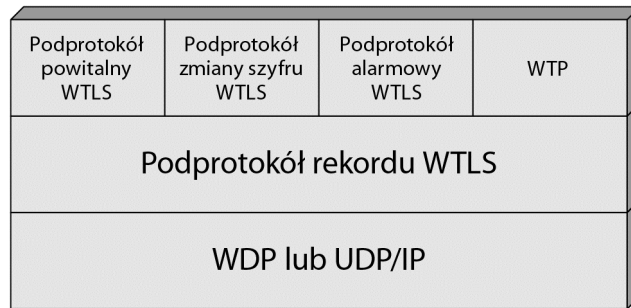 Podprotokół
powitalny
WTLS
Podprotokół
zmiany szyfru
WTLS
Podprotokół
alarmowy
WTLS
WTP
Podprotokół rekordu WTLS
WDP lub UDP/IP